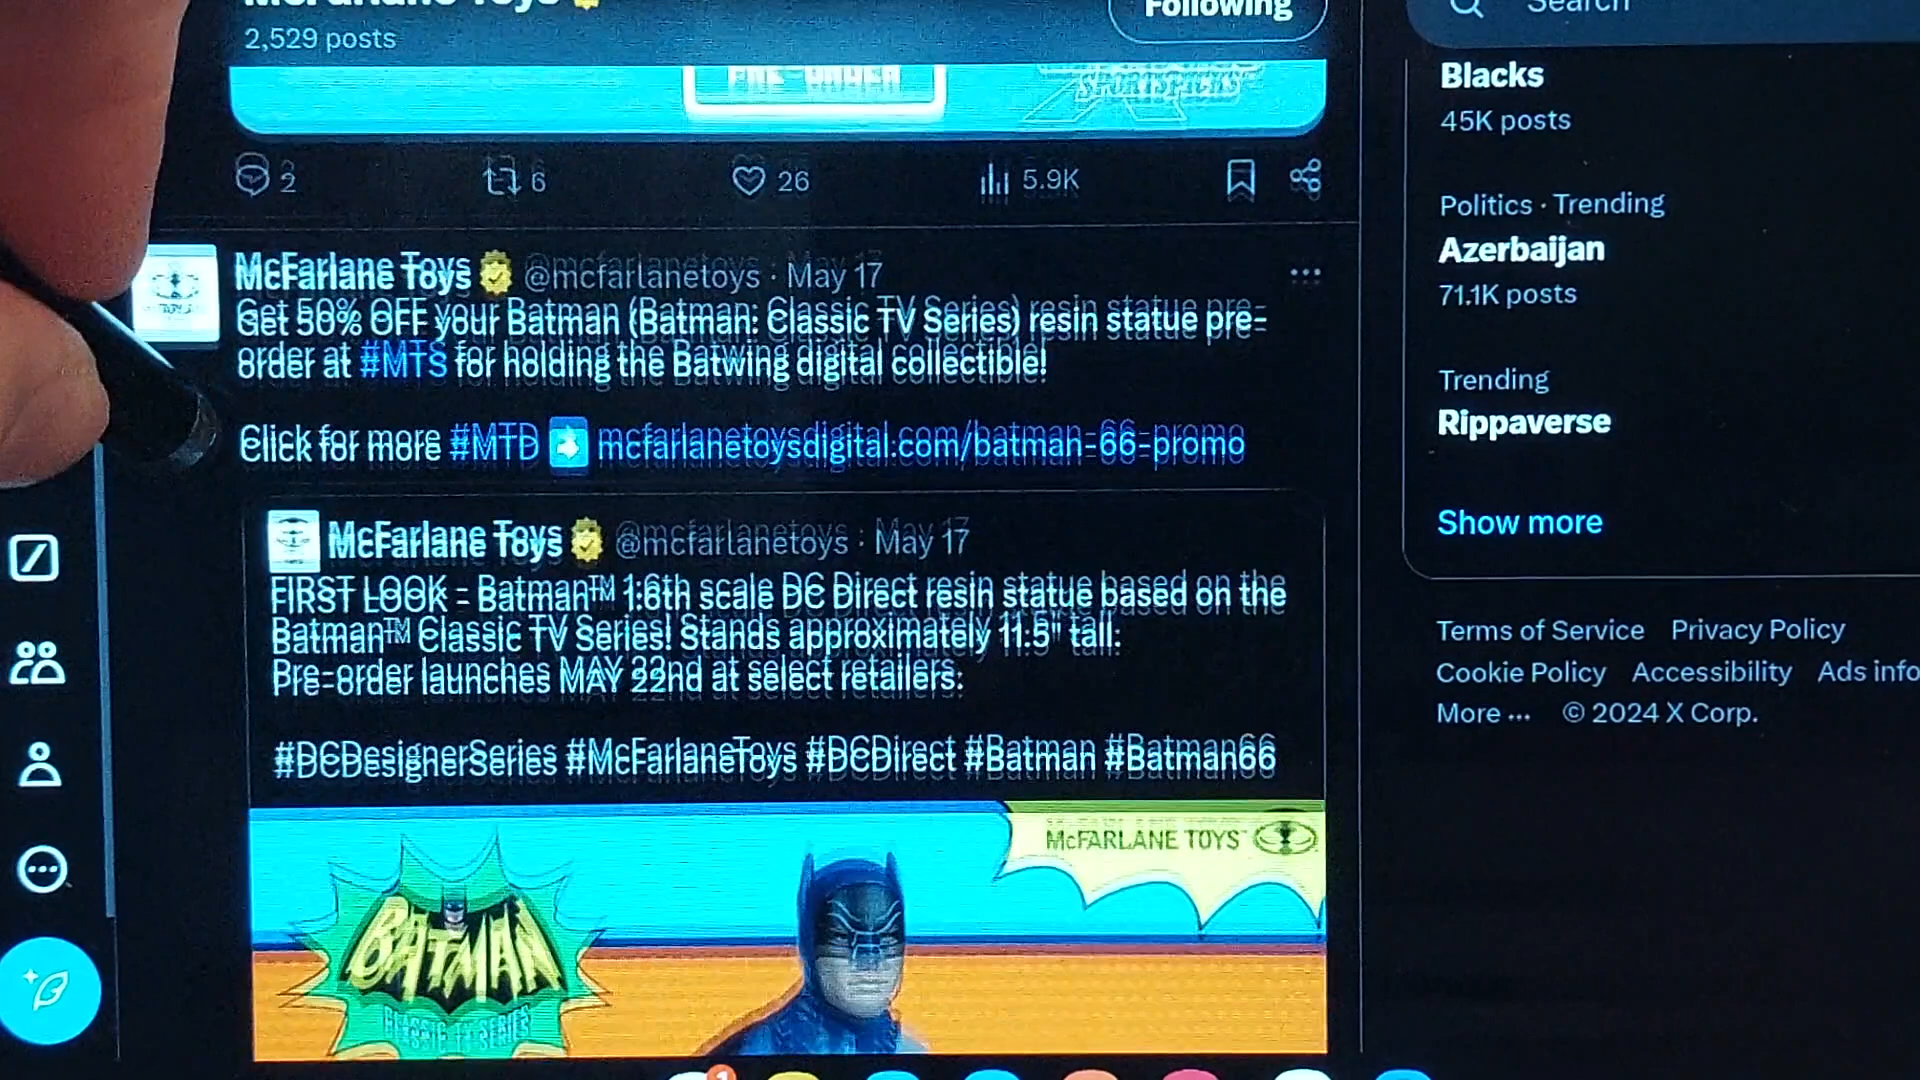 McFarlane Toys
2,529 posts
Following
Search
PRE-ORDER
2
6
26
5.9K
McFarlane Toys @mcfarlanetoys · May 17
Get 50% OFF your Batman (Batman: Classic TV Series) resin statue pre-
order at #MTS for holding the Batwing digital collectible!
Click for more #MTD mcfarlanetoysdigital.com/batman-66-promo
McFarlane Toys @mcfarlanetoys · May 17
FIRST LOOK - Batman™ 1:6th scale DC Direct resin statue based on the
Batman™ Classic TV Series! Stands approximately 11.5" tall.
Pre-order launches MAY 22nd at select retailers.
#DCDesignerSeries #McFarlaneToys #DCDirect #Batman #Batman66
McFARLANE TOYS
BATMAN
CLASSIC TV SERIES
Blacks
45K posts
Politics · Trending
Azerbaijan
71.1K posts
Trending
Rippaverse
Show more
Terms of Service Privacy Policy
Cookie Policy Accessibility Ads info
More ··· © 2024 X Corp.
1